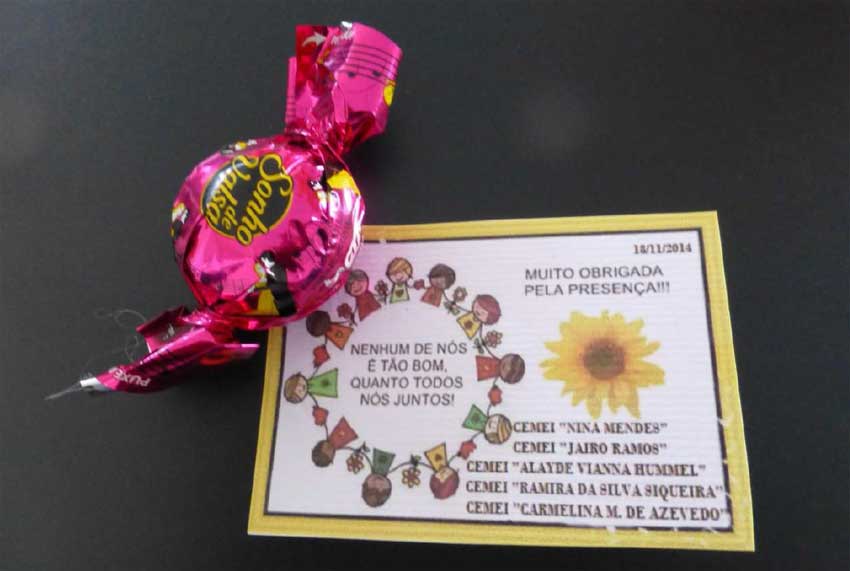 Sonho
de
Valsa
PUXE
18/11/2014
MUITO OBRIGADA
PELA PRESENÇA!!!
NENHUM DE NÓS
É TÃO BOM,
QUANTO TODOS
NÓS JUNTOS!
CEMEI "NINA MENDES"
CEMEI "JAIRO RAMOS"
CEMEI "ALAYDE VIANNA HUMMEL"
CEMEI "RAMIRA DA SILVA SIQUEIRA"
CEMEI "CARMELINA M. DE AZEVEDO"